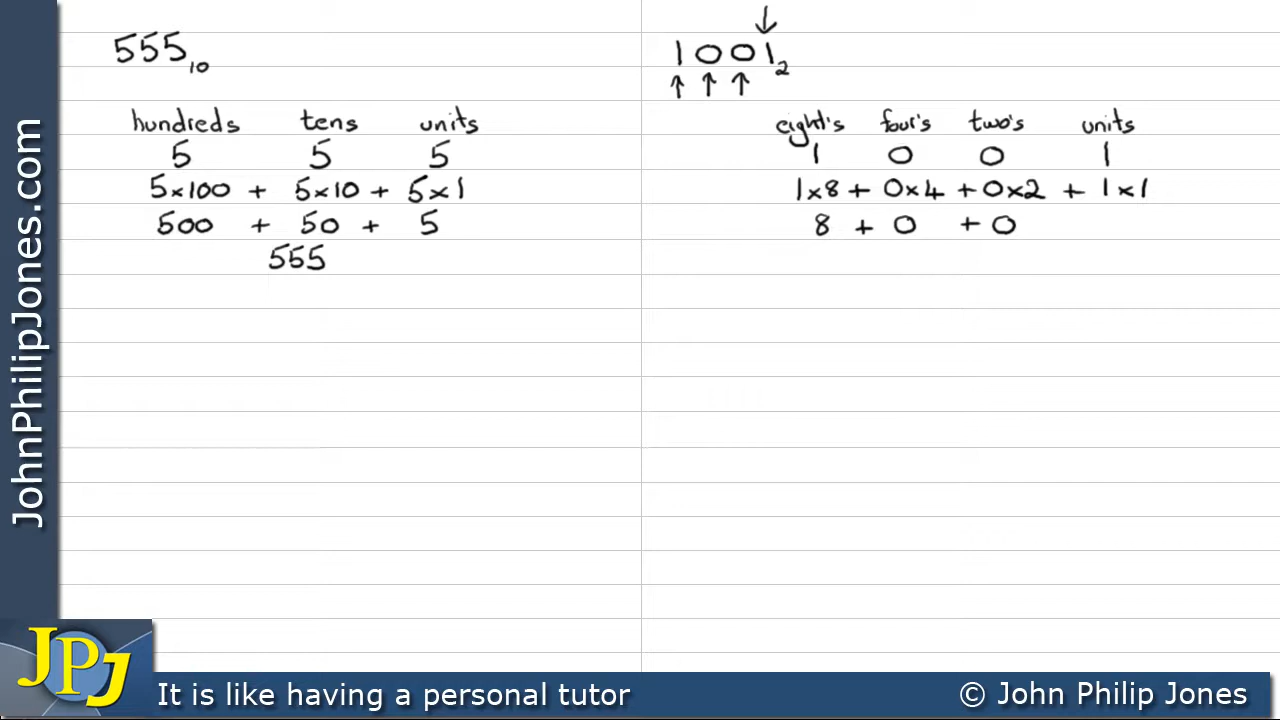 555₁₀
hundreds tens units
5 5 5
5×100 + 5×10 + 5×1
500 + 50 + 5
555
↓
1001₂
↑ ↑ ↑
eight's four's two's units
1 0 0 1
1×8 + 0×4 + 0×2 + 1×1
8 + 0 + 0
JohnPhilipJones.com
JPJ
It is like having a personal tutor
© John Philip Jones